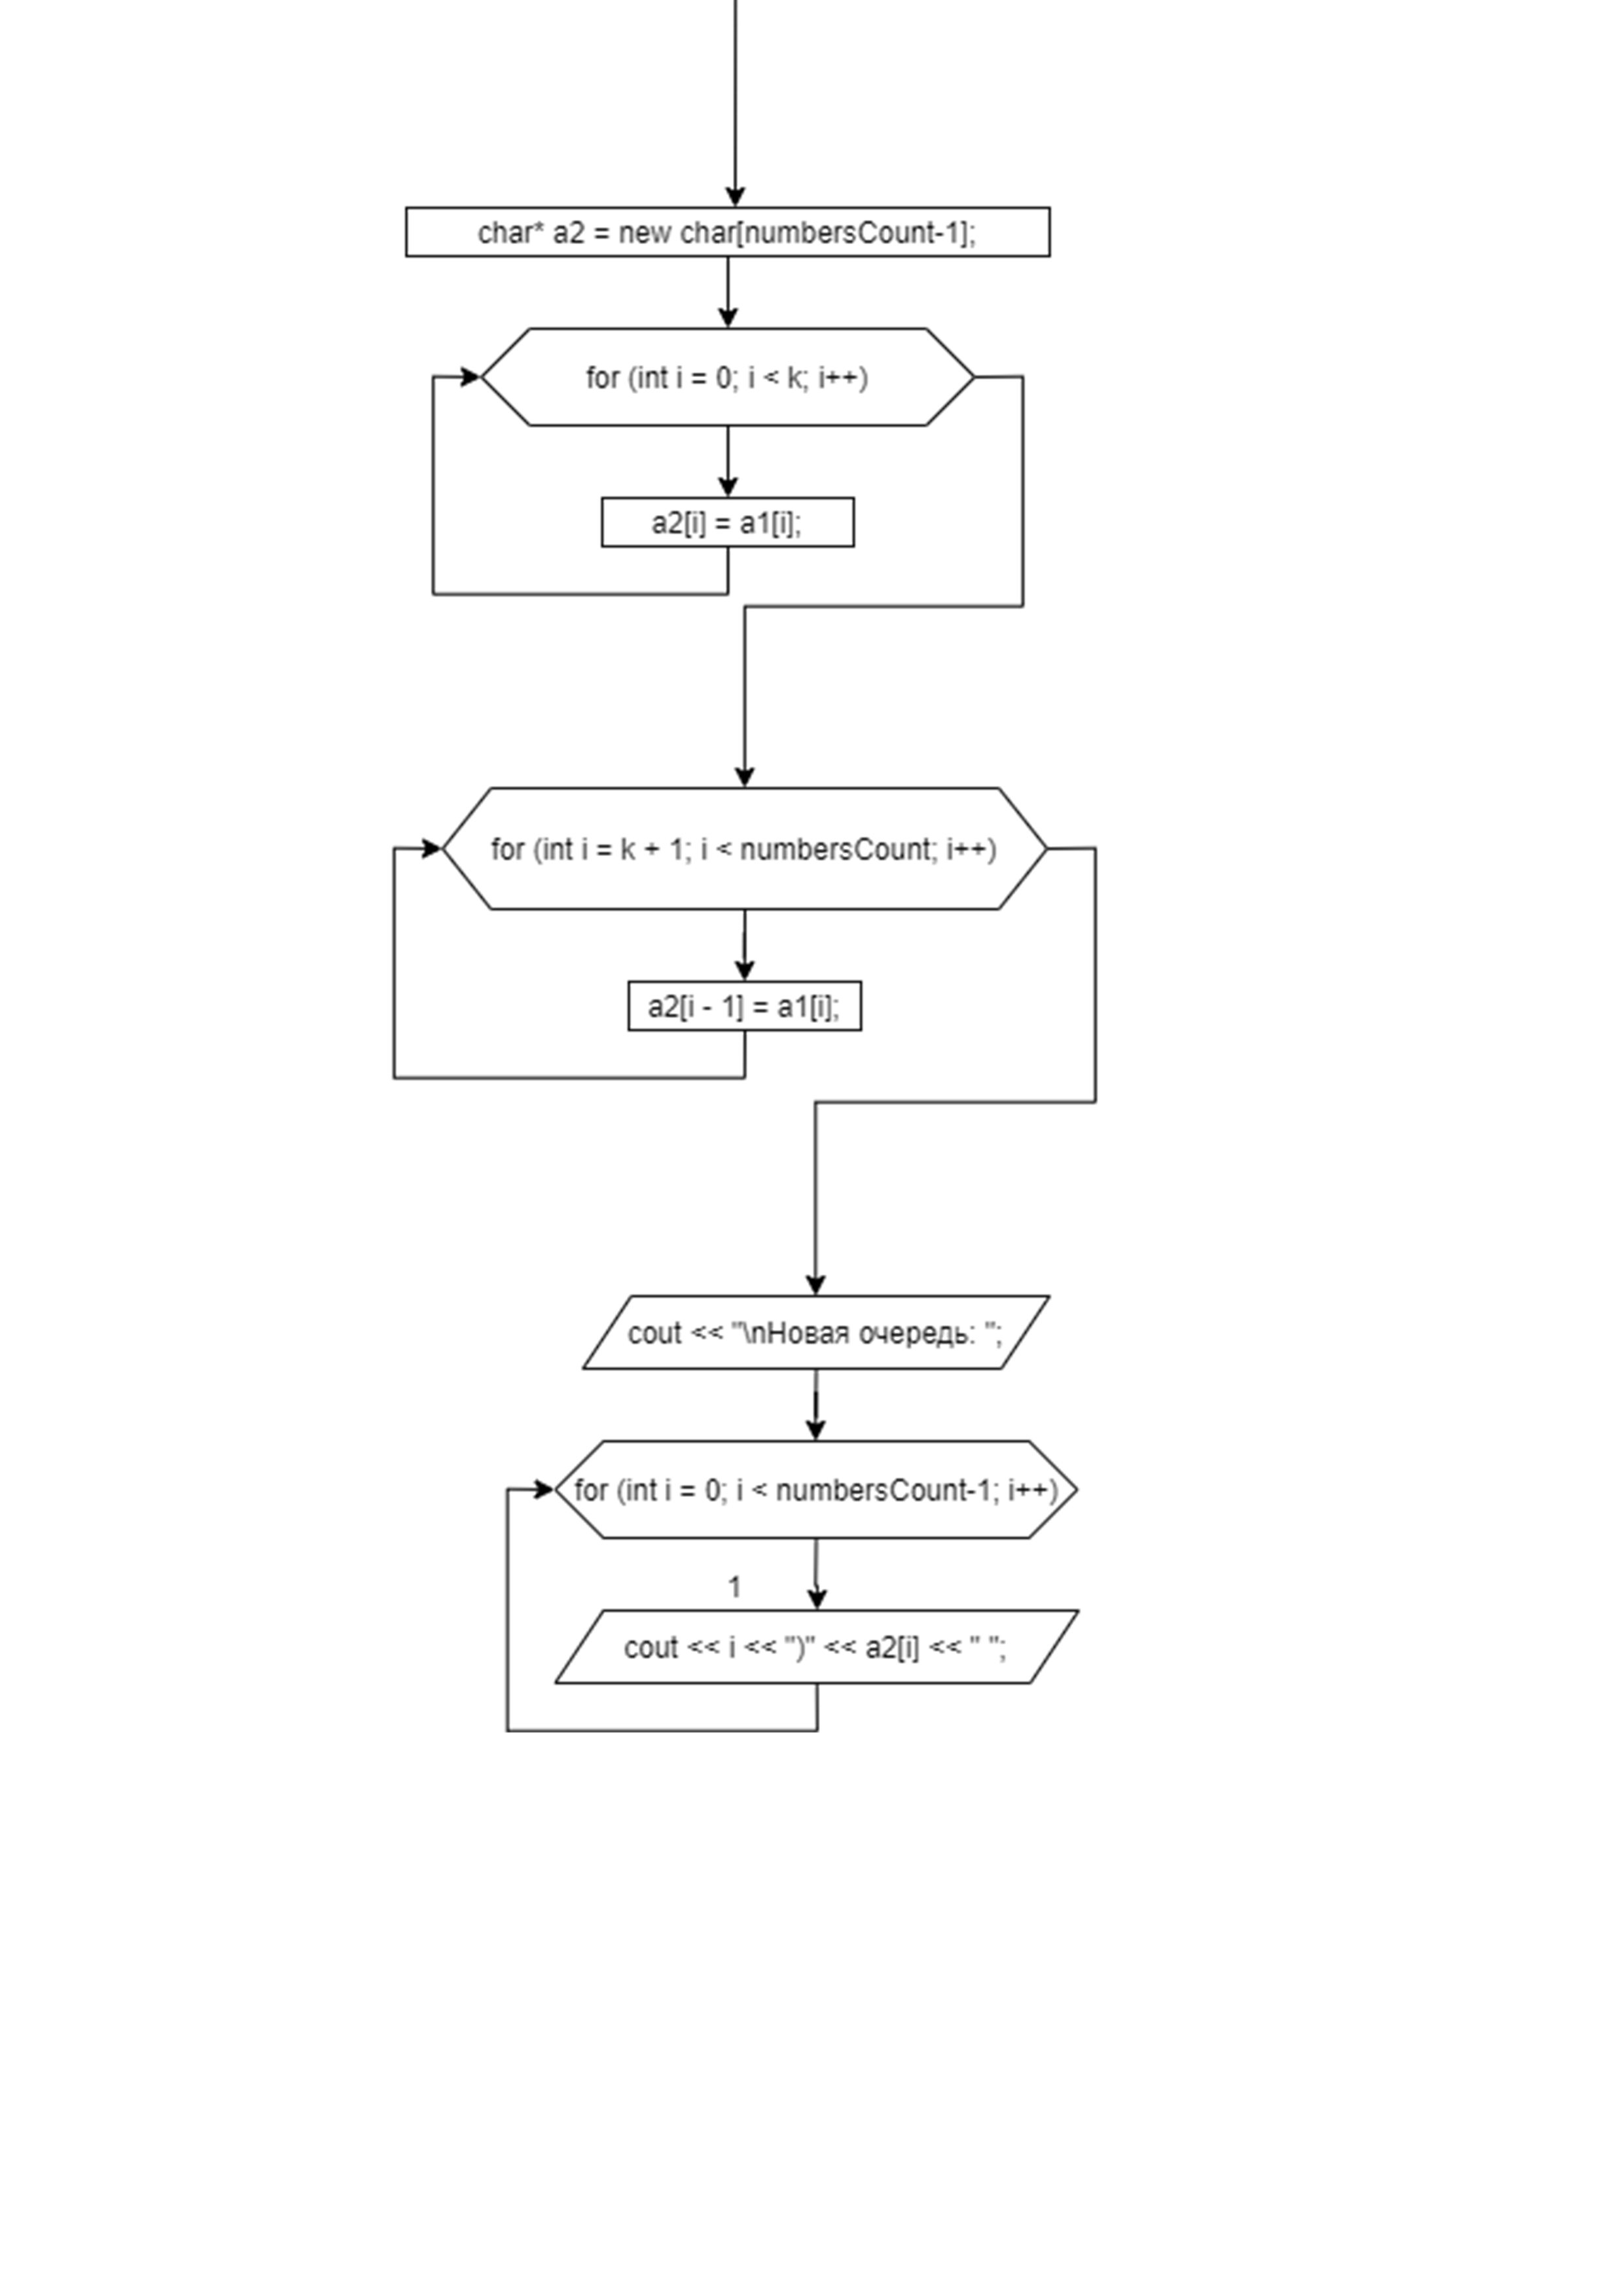 char* a2 = new char[numbersCount-1];
for (int i = 0; i < k; i++)
a2[i] = a1[i];
for (int i = k + 1; i < numbersCount; i++)
a2[i - 1] = a1[i];
cout << "\nНовая очередь: ";
for (int i = 0; i < numbersCount-1; i++)
1
cout << i << ")" << a2[i] << " ";